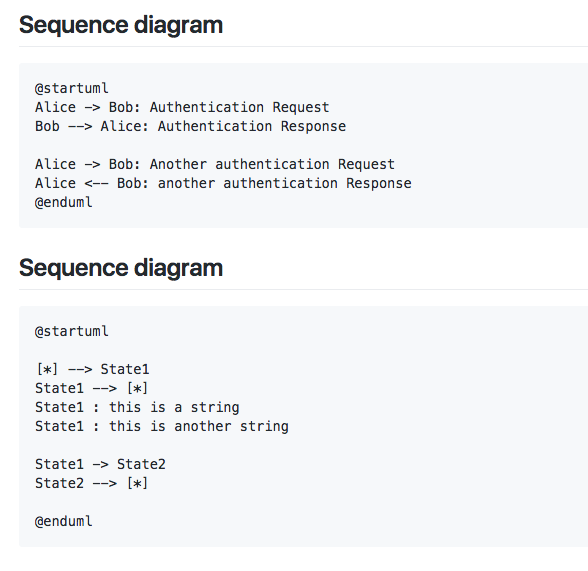 Sequence diagram
@startuml
Alice -> Bob: Authentication Request
Bob --> Alice: Authentication Response
Alice -> Bob: Another authentication Request
Alice <-- Bob: another authentication Response
@enduml
Sequence diagram
@startuml
[*] --> State1
State1 --> [*]
State1 : this is a string
State1 : this is another string
State1 -> State2
State2 --> [*]
@enduml